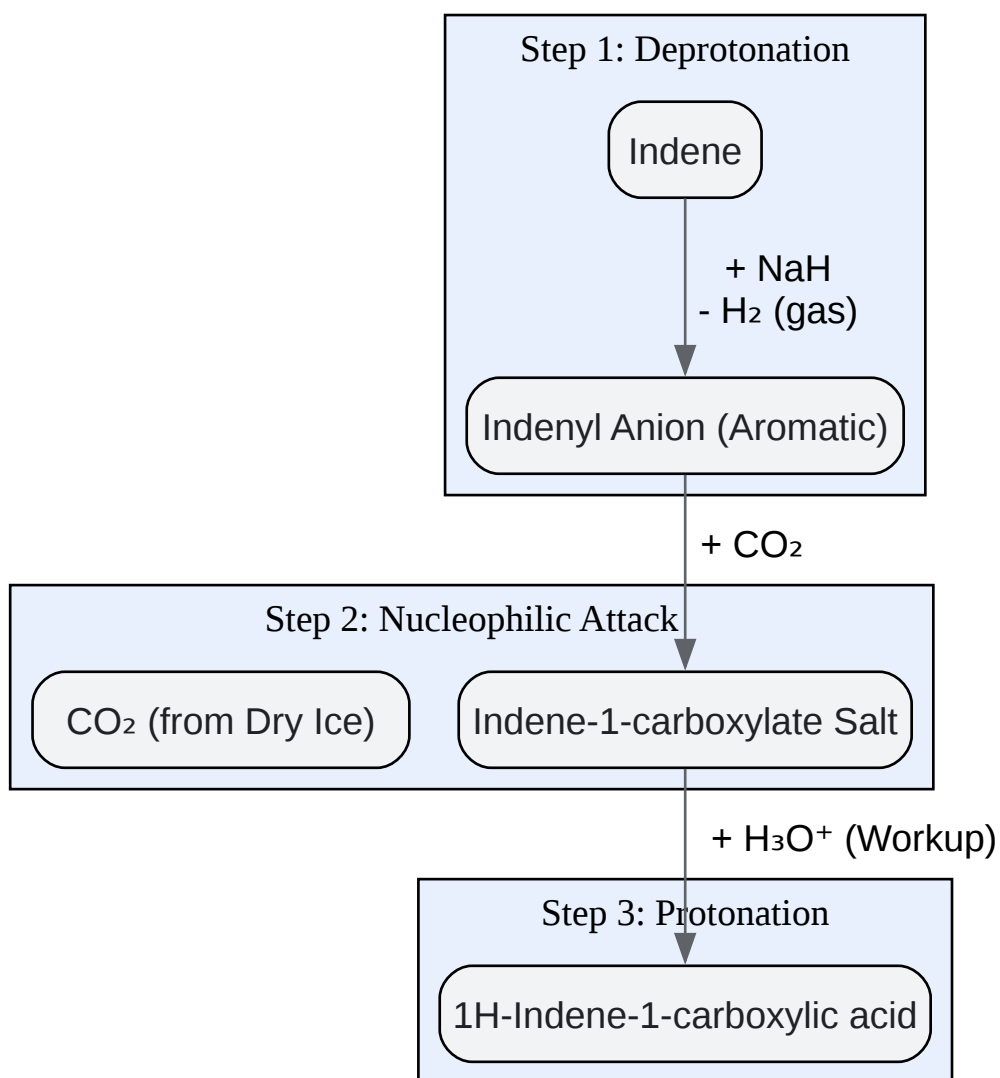 Step 1: Deprotonation
Indene
+ NaH
- H₂ (gas)
Indenyl Anion (Aromatic)
+ CO₂
Step 2: Nucleophilic Attack
CO₂ (from Dry Ice)
Indene-1-carboxylate Salt
+ H₃O⁺ (Workup)
Step 3: Protonation
1H-Indene-1-carboxylic acid